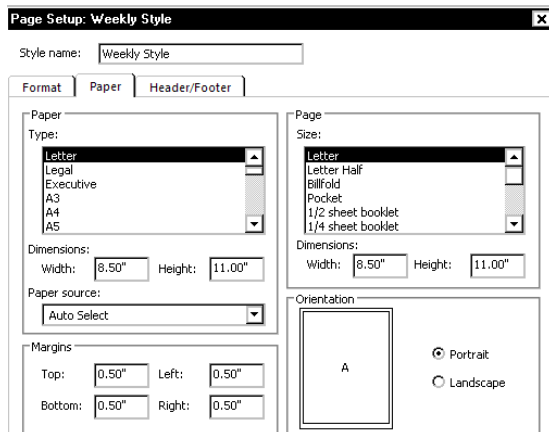 Page Setup: Weekly Style
Style name: Weekly Style
Format Paper Header/Footer
Paper
Type:
Letter
Legal
Executive
A3
A4
A5
Dimensions:
Width: 8.50" Height: 11.00"
Paper source:
Auto Select
Margins
Top: 0.50" Left: 0.50"
Bottom: 0.50" Right: 0.50"
Page
Size:
Letter
Letter Half
Billfold
Pocket
1/2 sheet booklet
1/4 sheet booklet
Dimensions:
Width: 8.50" Height: 11.00"
Orientation
A
Portrait
Landscape